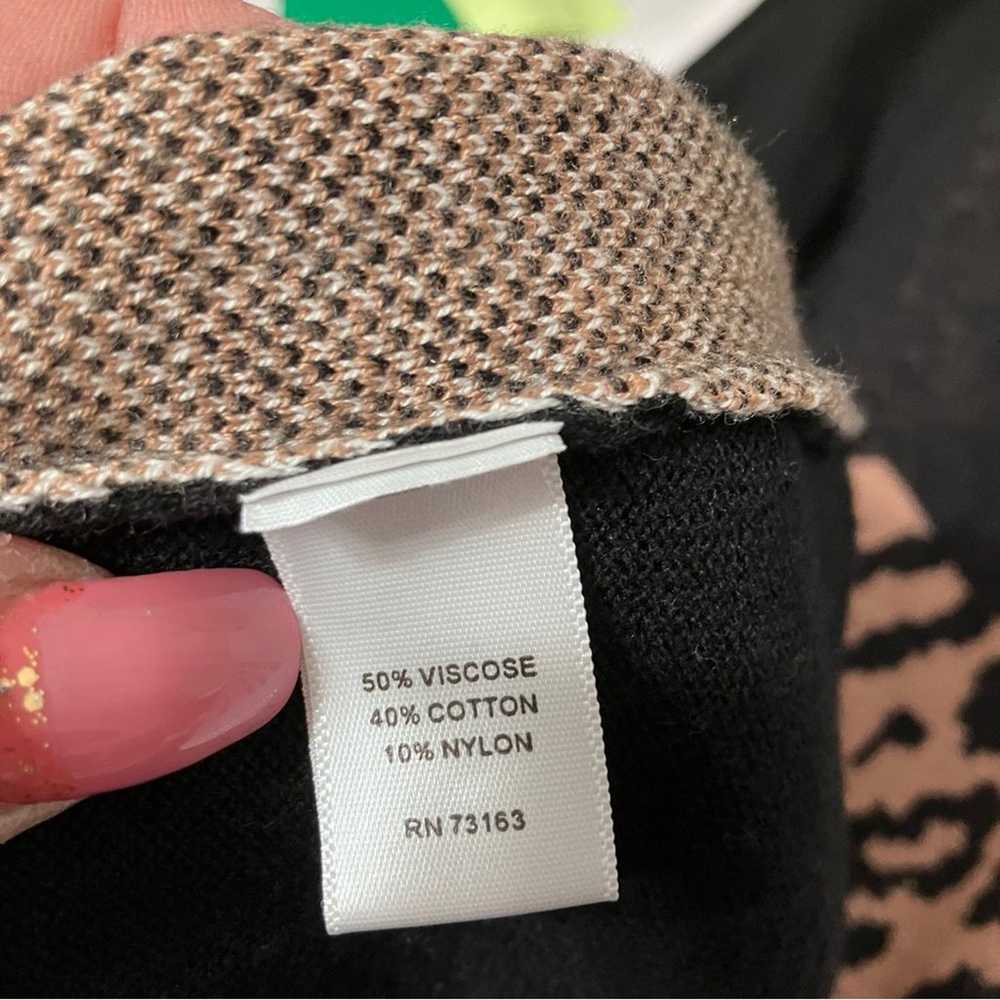 50% VISCOSE
40% COTTON
10% NYLON
RN 73163